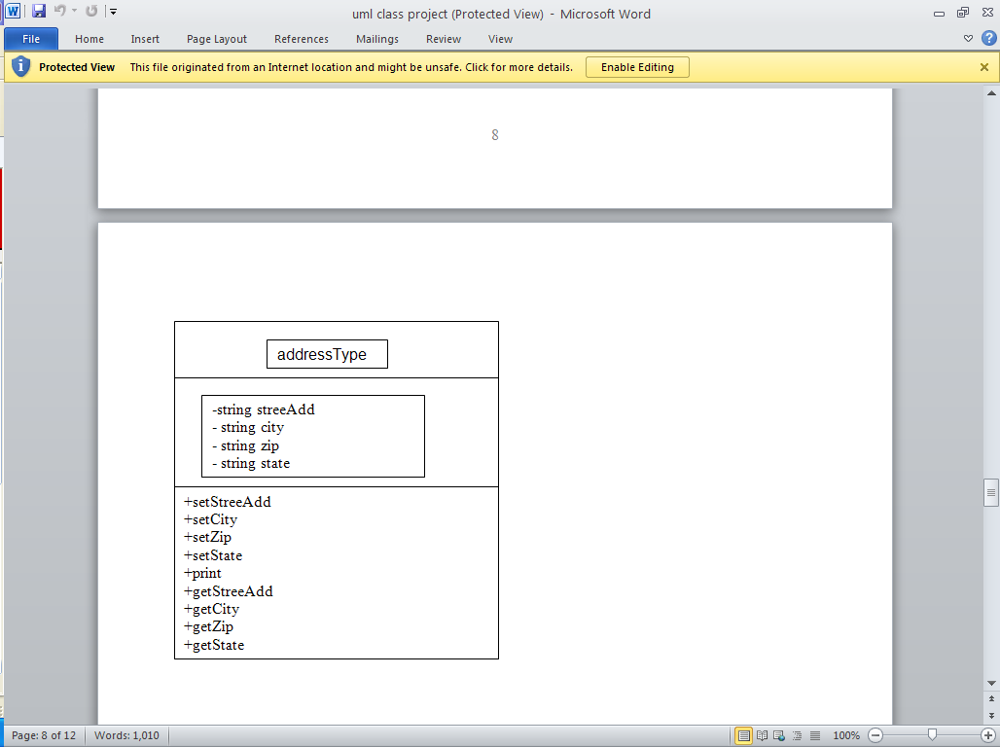 uml class project (Protected View) - Microsoft Word
File Home Insert Page Layout References Mailings Review View
Protected View This file originated from an Internet location and might be unsafe. Click for more details. Enable Editing
8
addressType
-string streeAdd
- string city
- string zip
- string state
+setStreeAdd
+setCity
+setZip
+setState
+print
+getStreeAdd
+getCity
+getZip
+getState
Page: 8 of 12 Words: 1,010 100%